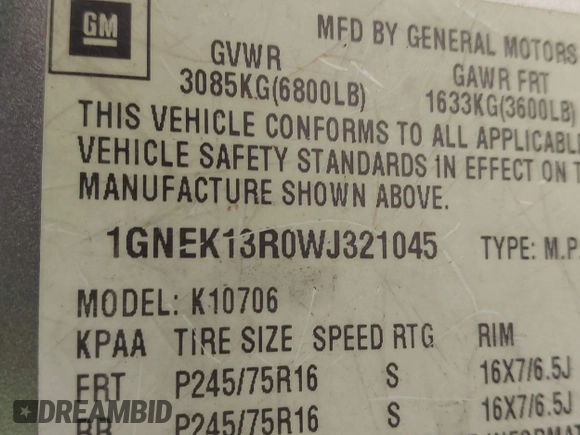 GM
MFD BY GENERAL MOTORS
GVWR
GAWR FRT
3085KG(6800LB)
1633KG(3600LB)
THIS VEHICLE CONFORMS TO ALL
VEHICLE SAFETY STANDARDS IN EFFECT ON
MANUFACTURE SHOWN ABOVE.
1GNEK13R0WJ321045 TYPE: M.P.
MODEL: K10706
KPAA TIRE SIZE SPEED RTG RIM
FRT P245/75R16 S 16X7/6.5J
RR P245/75R16 S 16X7/6.5J
DREAMBID